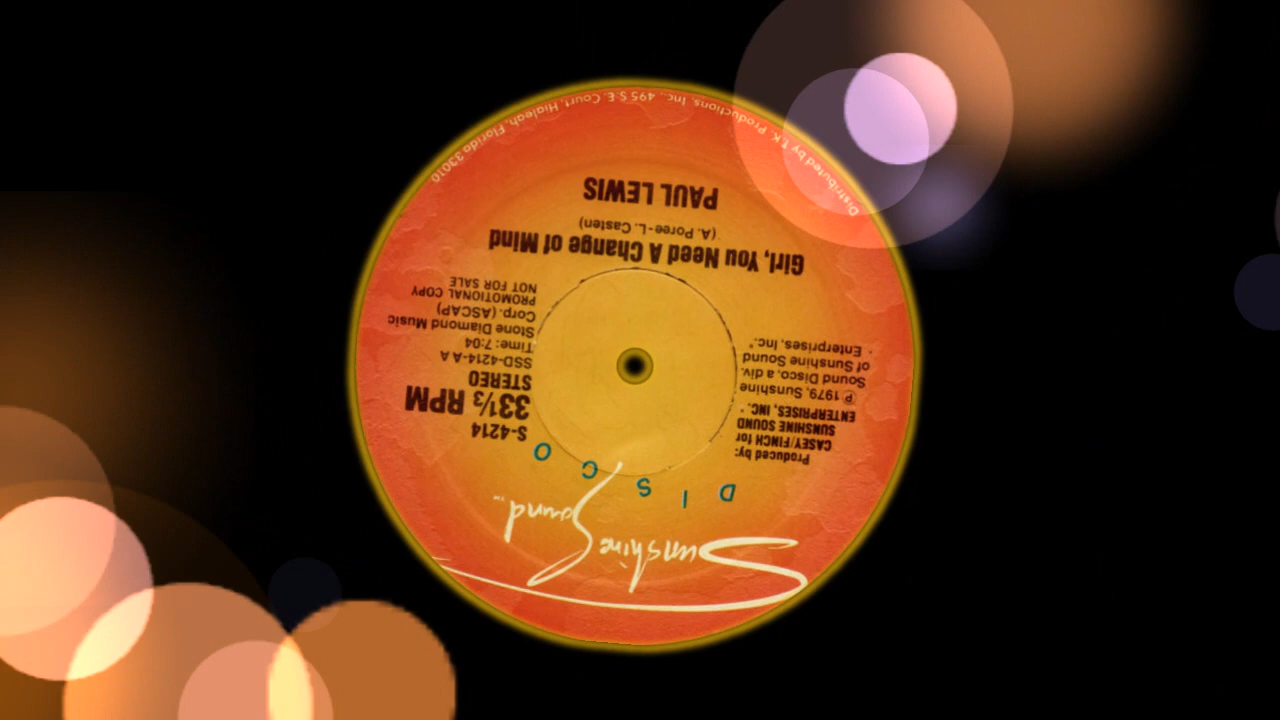 Sunshine Sound™
DISCO
Produced by:
CASEY/FINCH for
SUNSHINE SOUND
ENTERPRISES, INC.
℗ 1979, Sunshine
Sound Disco, a div.
of Sunshine Sound
Enterprises, Inc.
S-4214
33⅓ RPM
STEREO
SSD-4214-A A
Time: 7:04
Stone Diamond Music
Corp. (ASCAP)
PROMOTIONAL COPY
NOT FOR SALE
Girl, You Need A Change of Mind
(A. Poree-L. Casten)
PAUL LEWIS
Distributed by T.K. Productions, Inc., 495 S.E. Court, Hialeah, Florida 33010